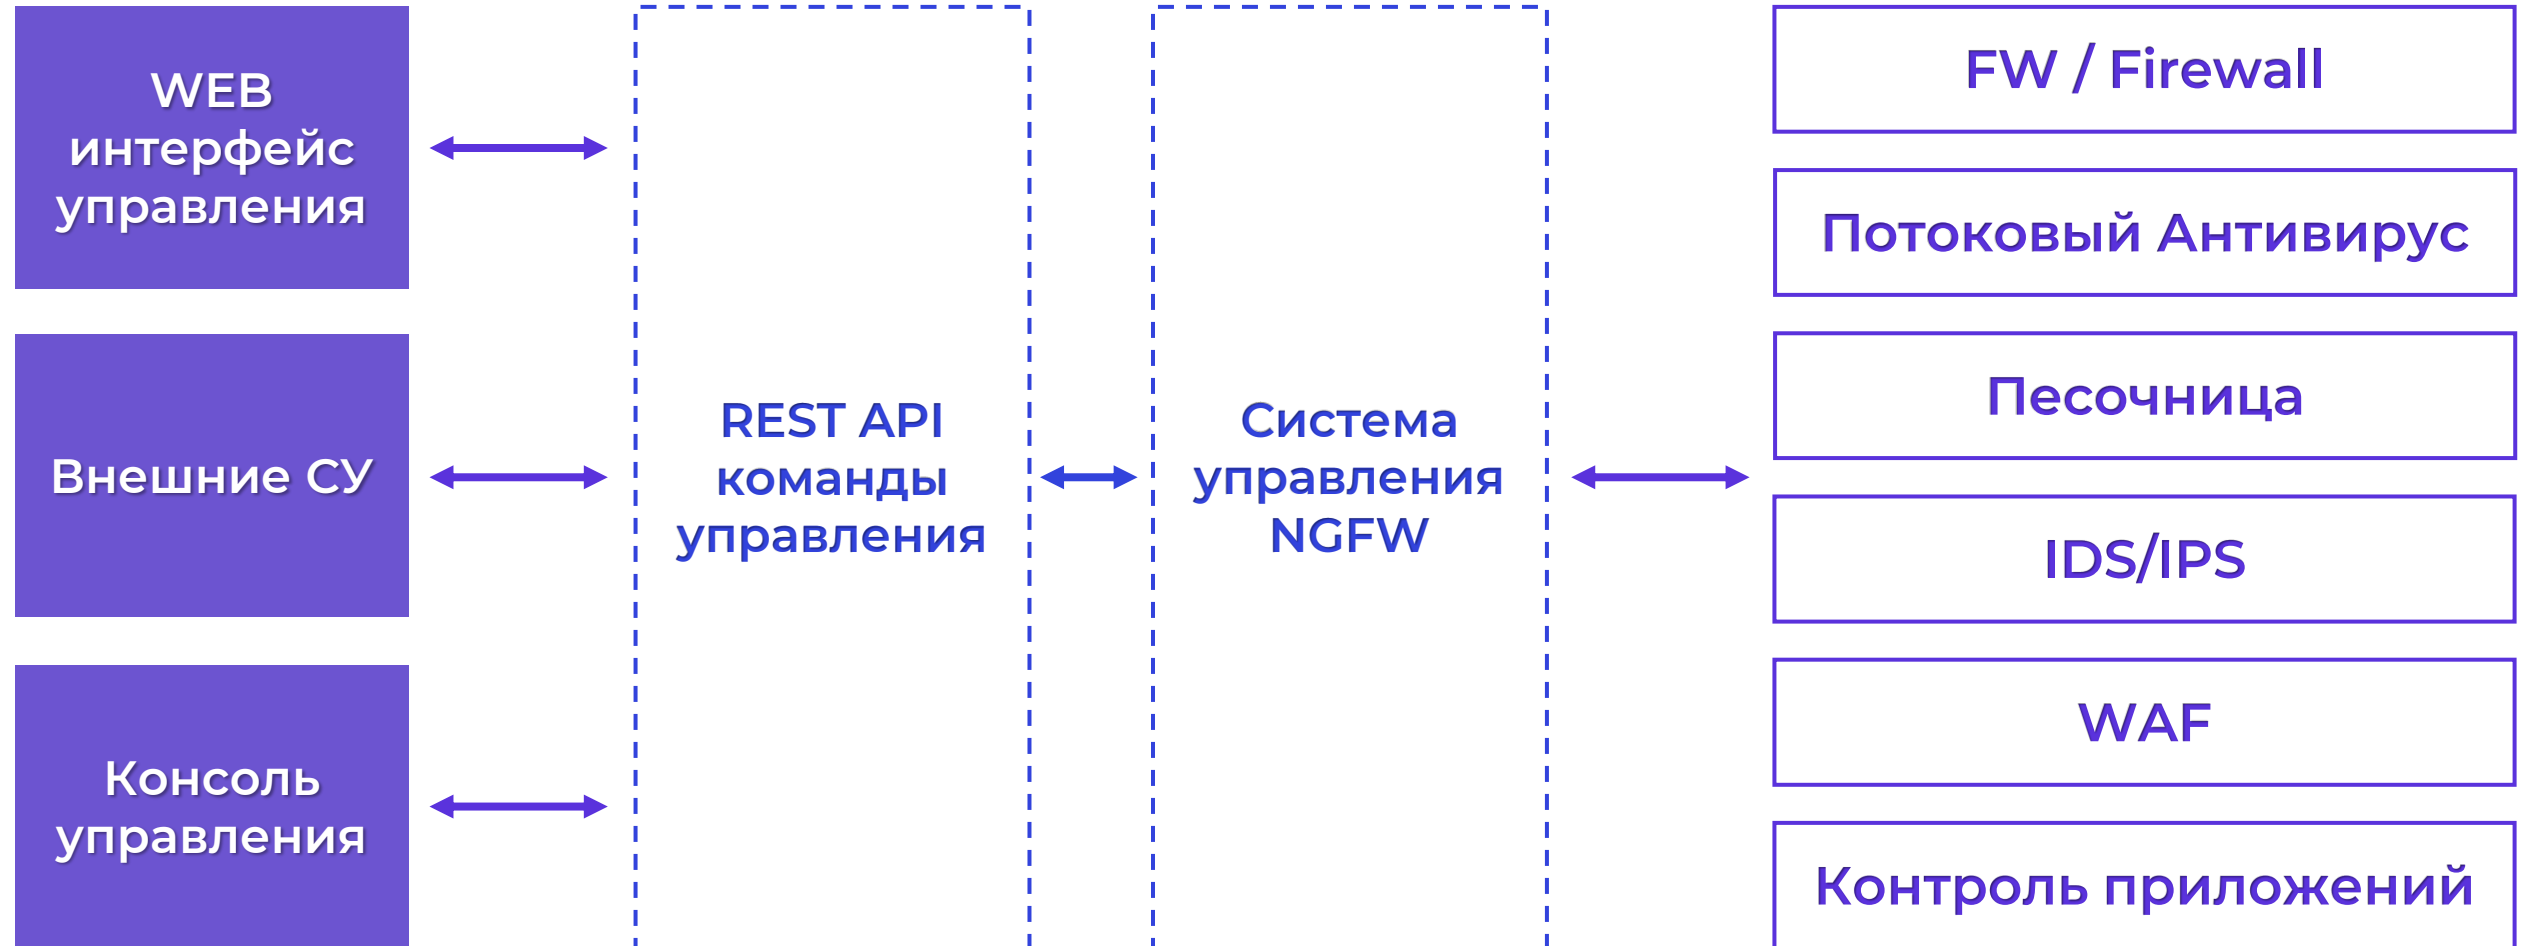 WEB
интерфейс
управления
Внешние СУ
Консоль
управления
REST API
команды
управления
Система
управления
NGFW
FW / Firewall
Потоковый Антивирус
Песочница
IDS/IPS
WAF
Контроль приложений